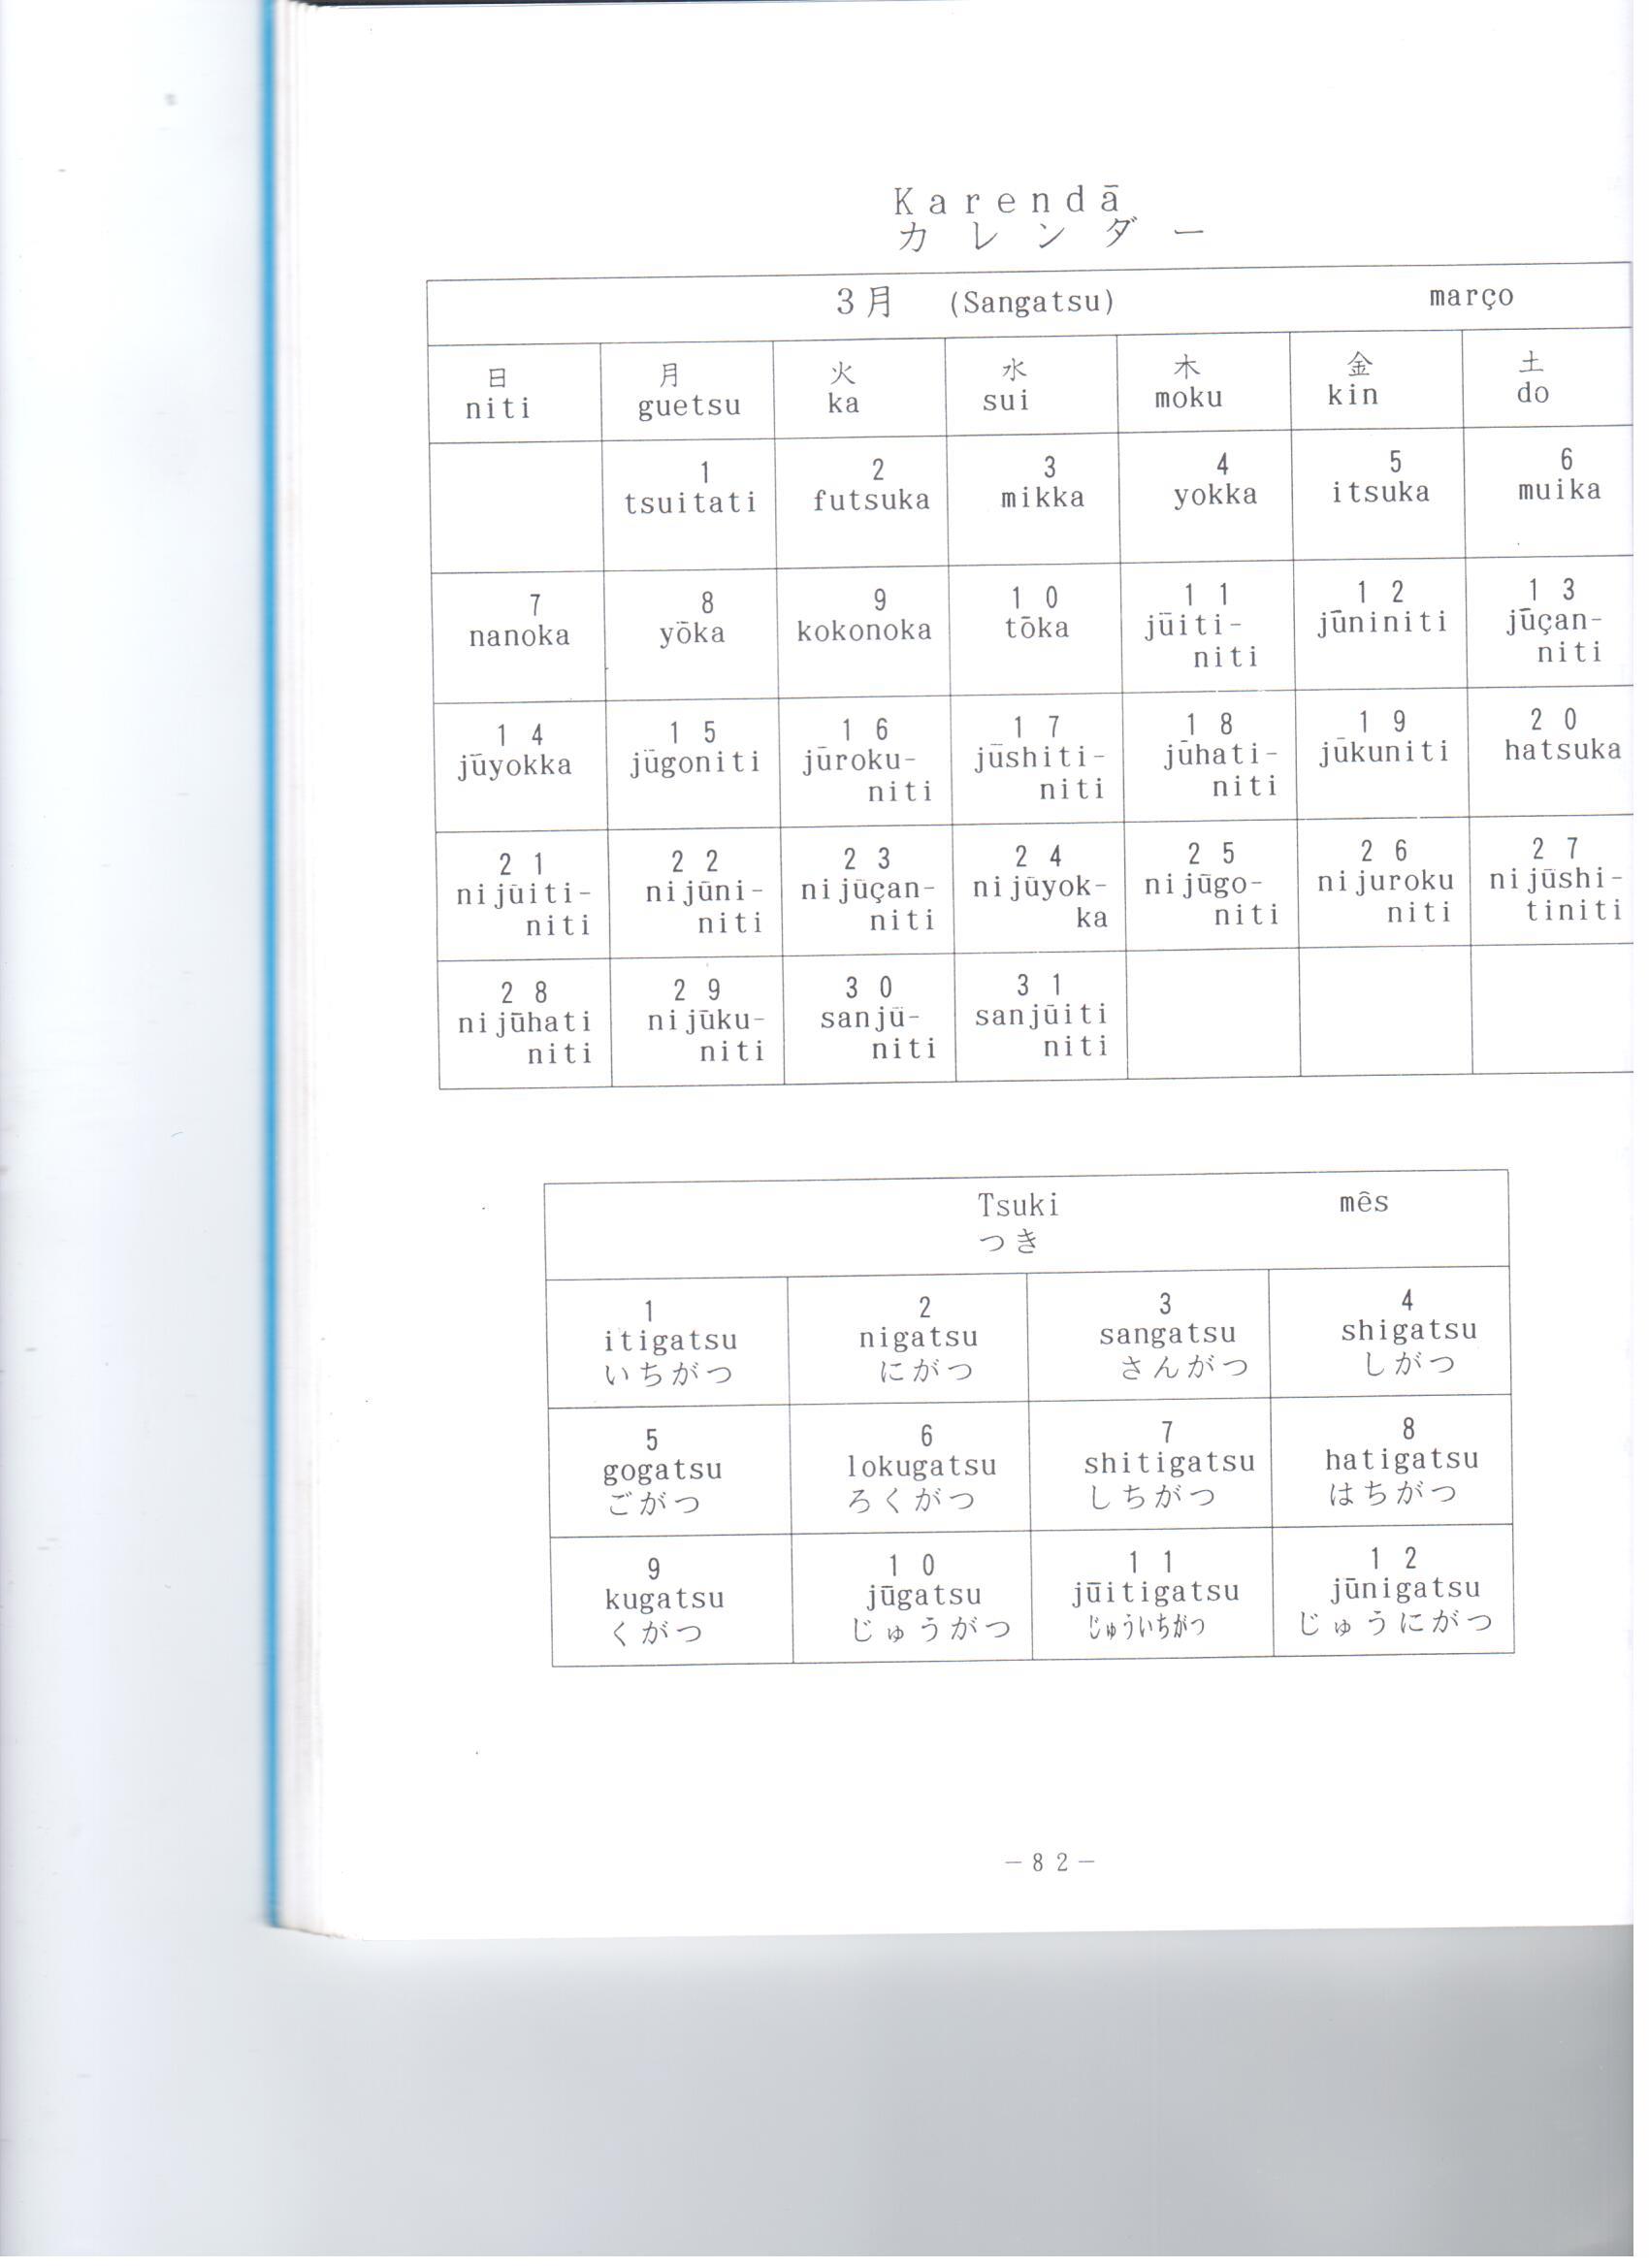 Karendā
カレンダー
3月 (Sangatsu) março
日 月 火 水 木 金 土
niti guetsu ka sui moku kin do
1 2 3 4 5 6
tsuitati futsuka mikka yokka itsuka muika
7 8 9 10 11 12 13
nanoka yōka kokonoka tōka jūiti- jūniniti jūçan-
niti niti
14 15 16 17 18 19 20
jūyokka jūgoniti jūroku- jūshiti- jūhati- jūkuniti hatsuka
niti niti niti
21 22 23 24 25 26 27
nijūiti- nijūni- nijūçan- nijūyok- nijūgo- nijuroku nijūshi-
niti niti niti ka niti niti tiniti
28 29 30 31
nijūhati nijūku- sanjū- sanjūiti
niti niti niti niti
Tsuki mês
つき
1 2 3 4
itigatsu nigatsu sangatsu shigatsu
いちがつ にがつ さんがつ しがつ
5 6 7 8
gogatsu lokugatsu shitigatsu hatigatsu
ごがつ ろくがつ しちがつ はちがつ
9 10 11 12
kugatsu jūgatsu jūitigatsu jūnigatsu
くがつ じゅうがつ じゅういちがつ じゅうにがつ
-82-